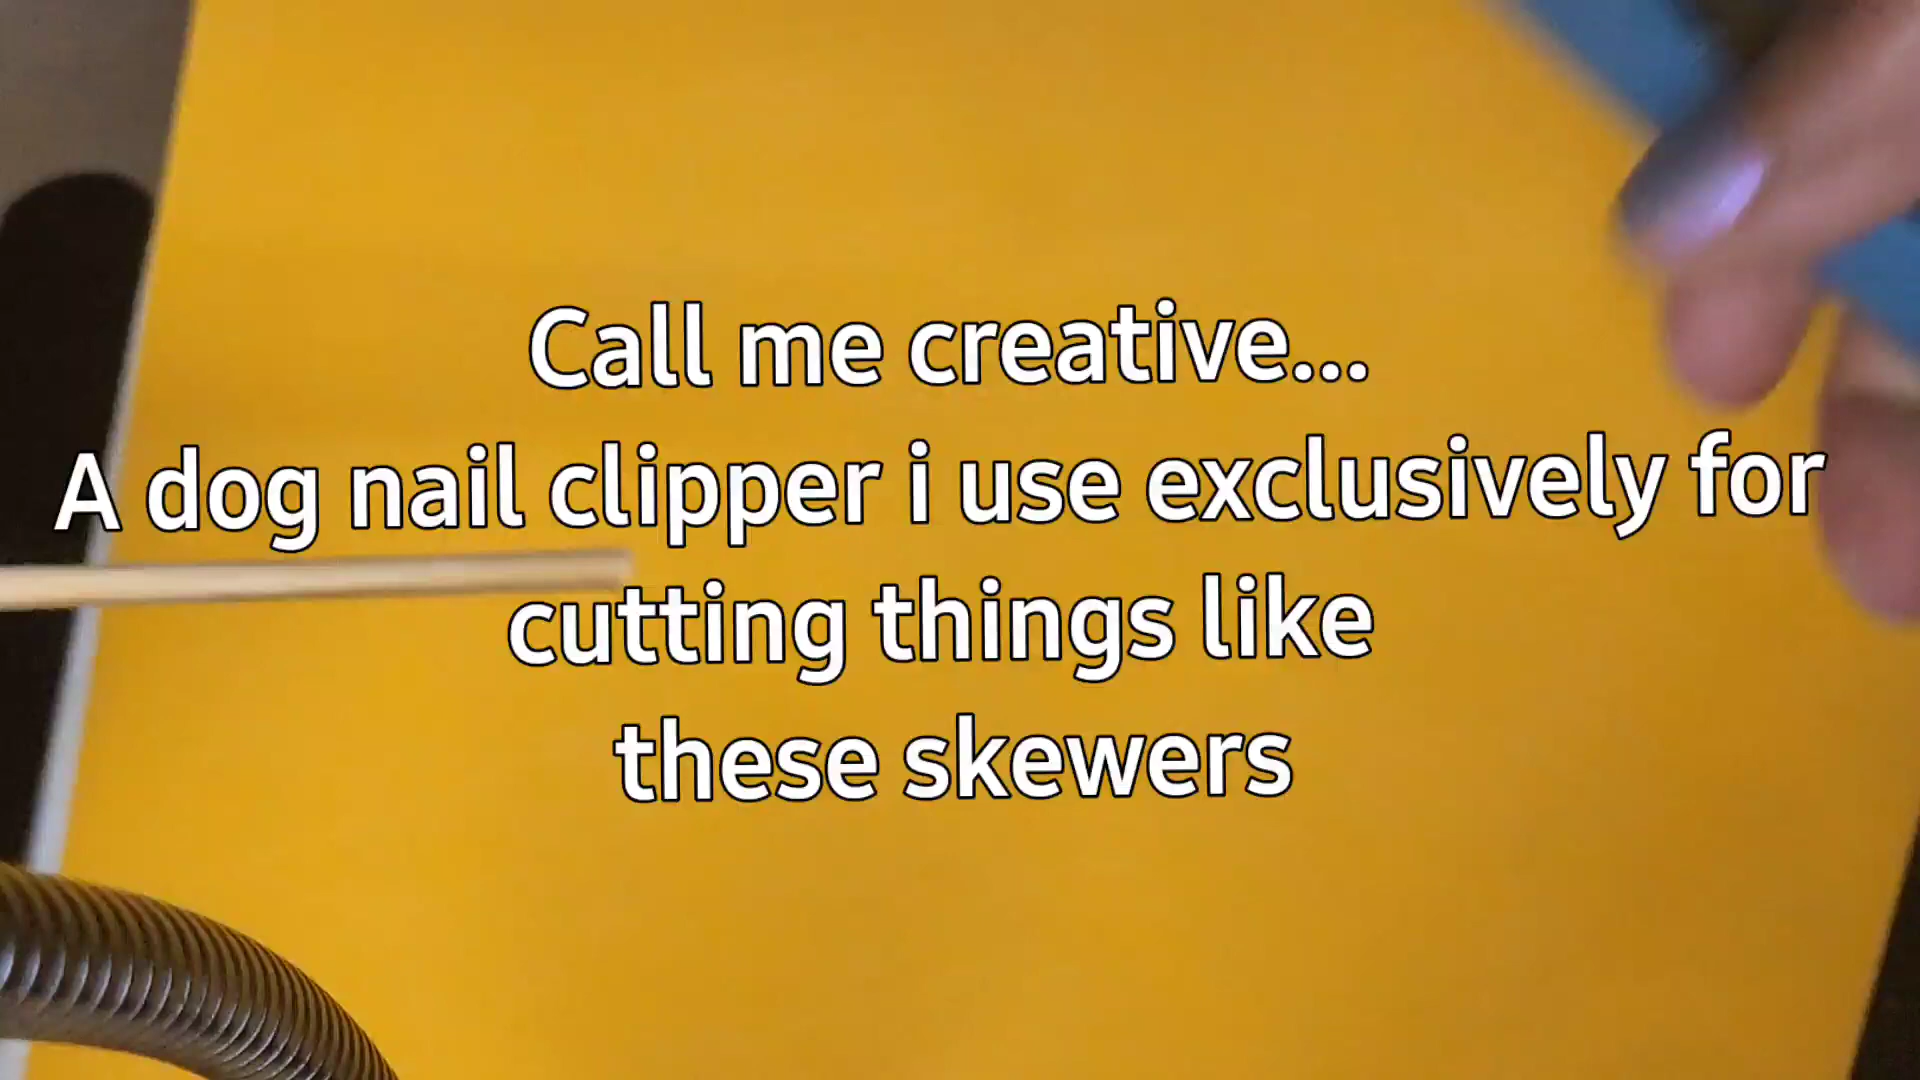 Call me creative...
A dog nail clipper i use exclusively for
cutting things like
these skewers